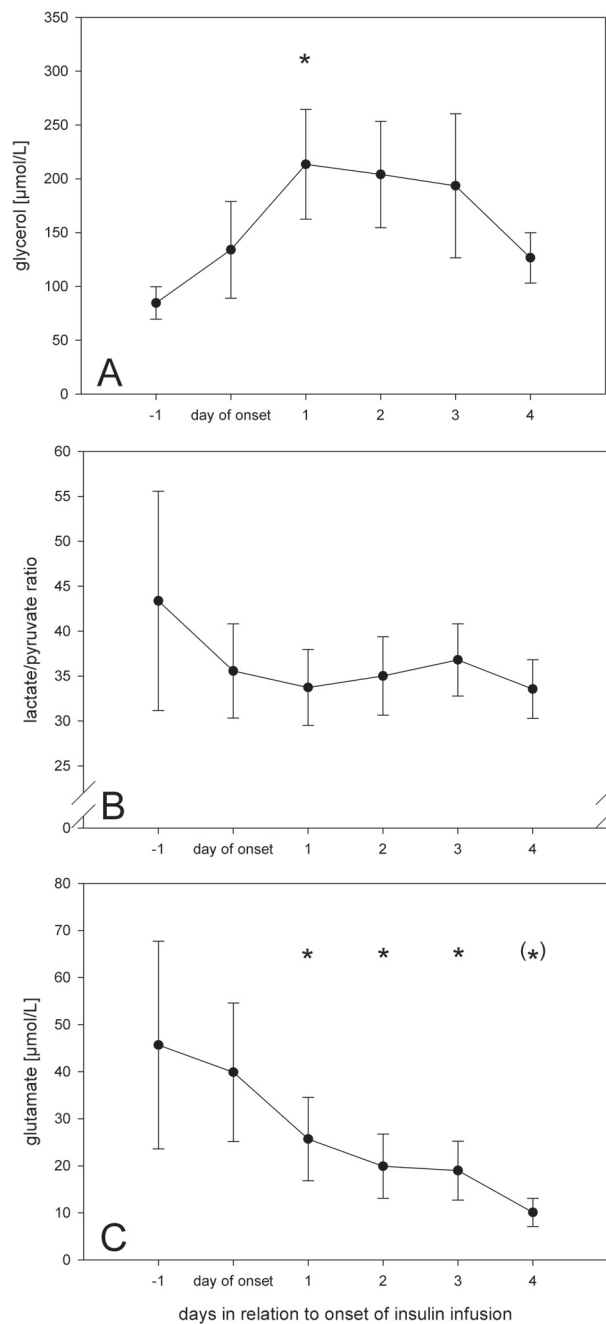 350
300
250
200
150
100
50
0
glycerol [µmol/L]
*
A
-1 day of onset 1 2 3 4
60
55
50
45
40
35
30
25
0
lactate/pyruvate ratio
B
-1 day of onset 1 2 3 4
80
70
60
50
40
30
20
10
0
glutamate [µmol/L]
* * * (*)
C
-1 day of onset 1 2 3 4
days in relation to onset of insulin infusion